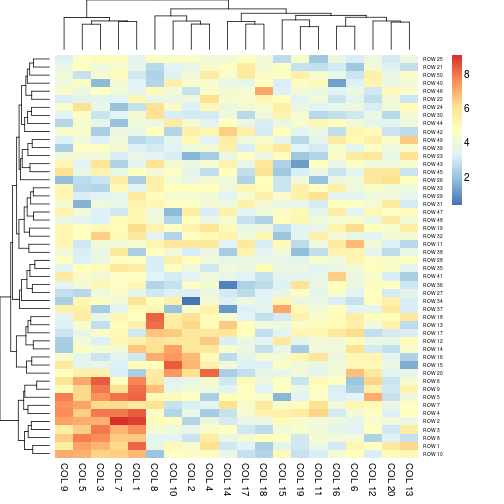 ROW 25
ROW 21
ROW 50
ROW 40
ROW 46
ROW 22
ROW 24
ROW 30
ROW 44
ROW 42
ROW 49
ROW 39
ROW 23
ROW 43
ROW 45
ROW 26
ROW 33
ROW 29
ROW 31
ROW 47
ROW 48
ROW 19
ROW 32
ROW 11
ROW 38
ROW 28
ROW 35
ROW 41
ROW 36
ROW 27
ROW 34
ROW 37
ROW 18
ROW 13
ROW 17
ROW 12
ROW 14
ROW 16
ROW 15
ROW 20
ROW 6
ROW 9
ROW 5
ROW 7
ROW 4
ROW 2
ROW 3
ROW 8
ROW 1
ROW 10
8
6
4
2
COL 9
COL 5
COL 3
COL 7
COL 1
COL 8
COL 10
COL 2
COL 4
COL 14
COL 17
COL 18
COL 15
COL 19
COL 11
COL 16
COL 6
COL 12
COL 20
COL 13